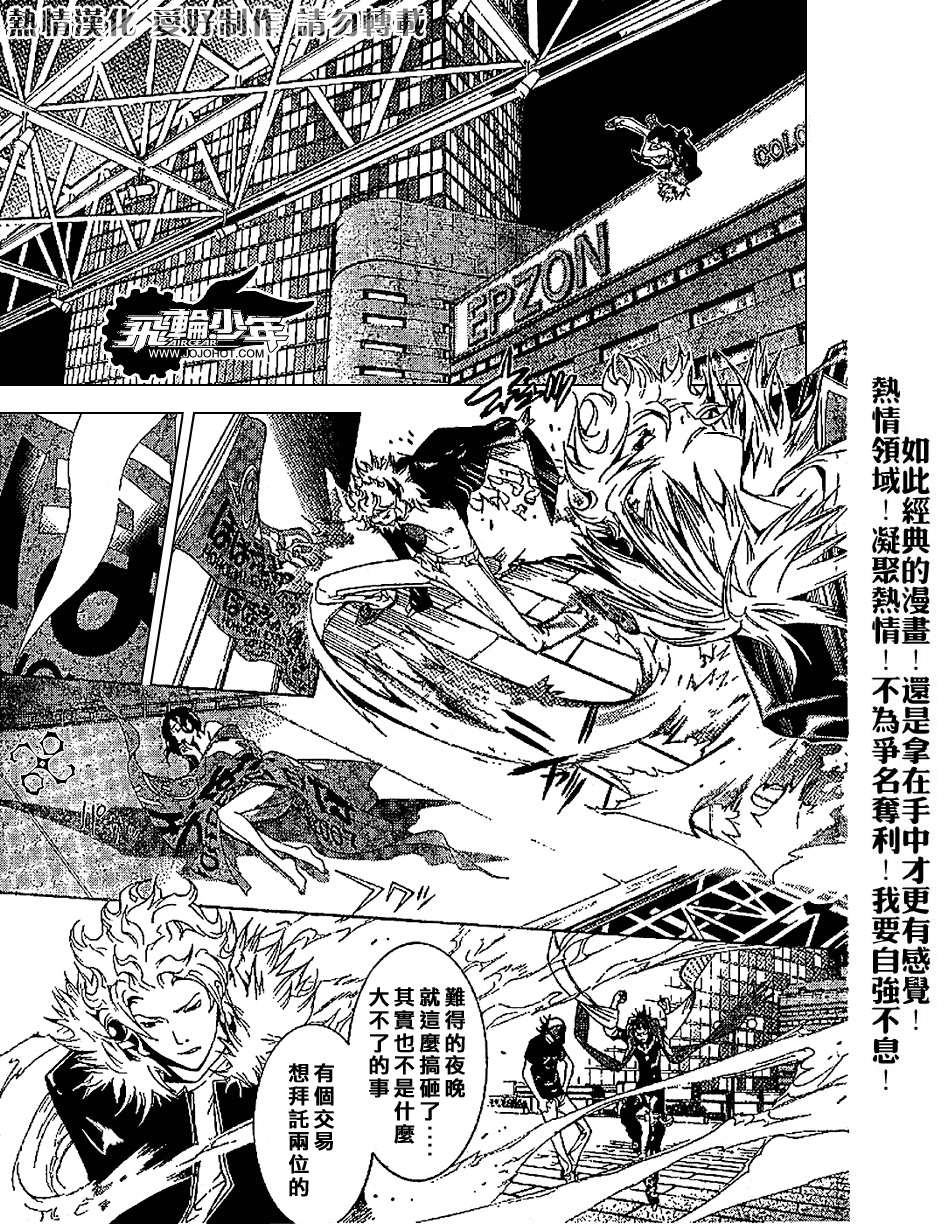 熱情漢化 愛好制作 請勿轉載
COLO
EPZON
飛輪少年
AIRGEAR
WWW.JOJOHOT.COM
如此經典的漫畫！還是拿在手中才更有感覺！
熱情領域！凝聚熱情！不為爭名奪利！我要自強不息！
難得的夜晚
就這麼搞砸了……
其實也不是什麼
大不了的事
有個交易
想拜託兩位的